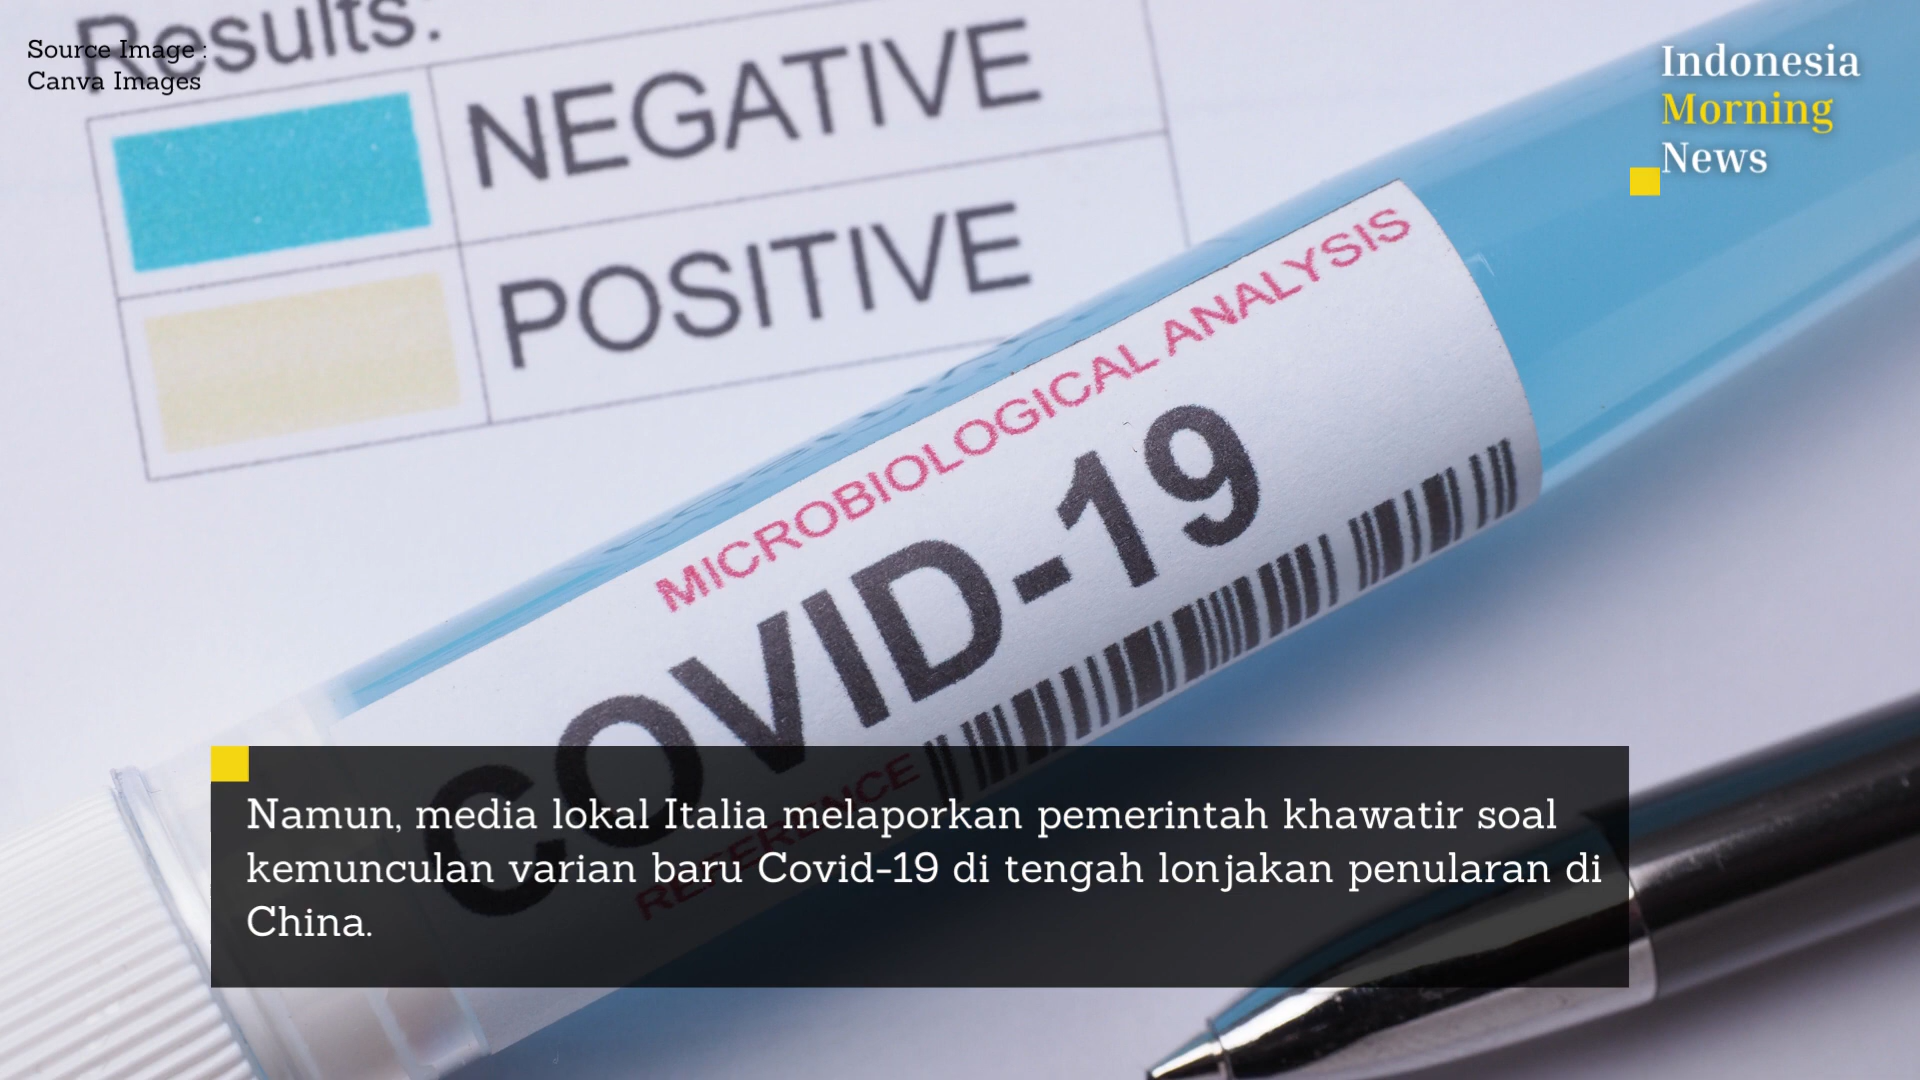 Results:
Source Image :
Canva Images
NEGATIVE
POSITIVE
Indonesia
Morning
News
MICROBIOLOGICAL ANALYSIS
COVID-19
REFERENCE
Namun, media lokal Italia melaporkan pemerintah khawatir soal
kemunculan varian baru Covid-19 di tengah lonjakan penularan di
China.